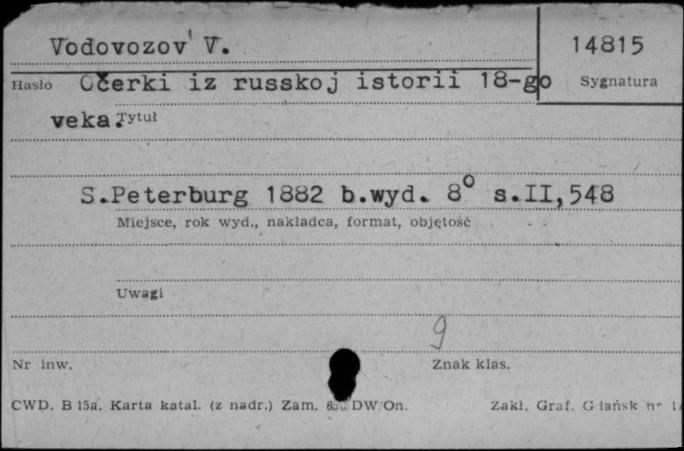 Vodovozov V.
14815
Hasło Očerki iz russkoj istorii 18-go
Sygnatura
veka. Tytuł
S.Peterburg 1882 b.wyd. 8° s.II,548
Miejsce, rok wyd., nakładca, format, objętość
Uwagi
9
Nr inw.
Znak klas.
CWD. B 15a. Karta katal. (z nadr.) Zam. DW/On.
Zakł. Graf. nr